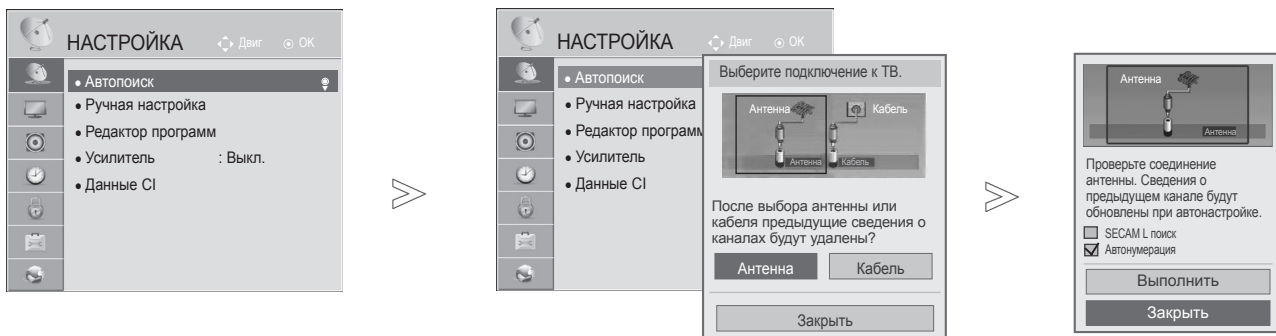 НАСТРОЙКА
Двиг
ОК
• Автопоиск
• Ручная настройка
• Редактор программ
• Усилитель : Выкл.
• Данные CI
>>
НАСТРОЙКА
Двиг
ОК
• Автопоиск
• Ручная настройка
• Редактор программ
• Усилитель
• Данные CI
Выберите подключение к ТВ.
Антенна
Кабель
Антенна
Кабель
После выбора антенны или
кабеля предыдущие сведения о
каналах будут удалены?
Антенна
Кабель
Закрыть
>>
Антенна
Антенна
Проверьте соединение
антенны. Сведения о
предыдущем канале будут
обновлены при автонастройке.
SECAM L поиск
Автонумерация
Выполнить
Закрыть